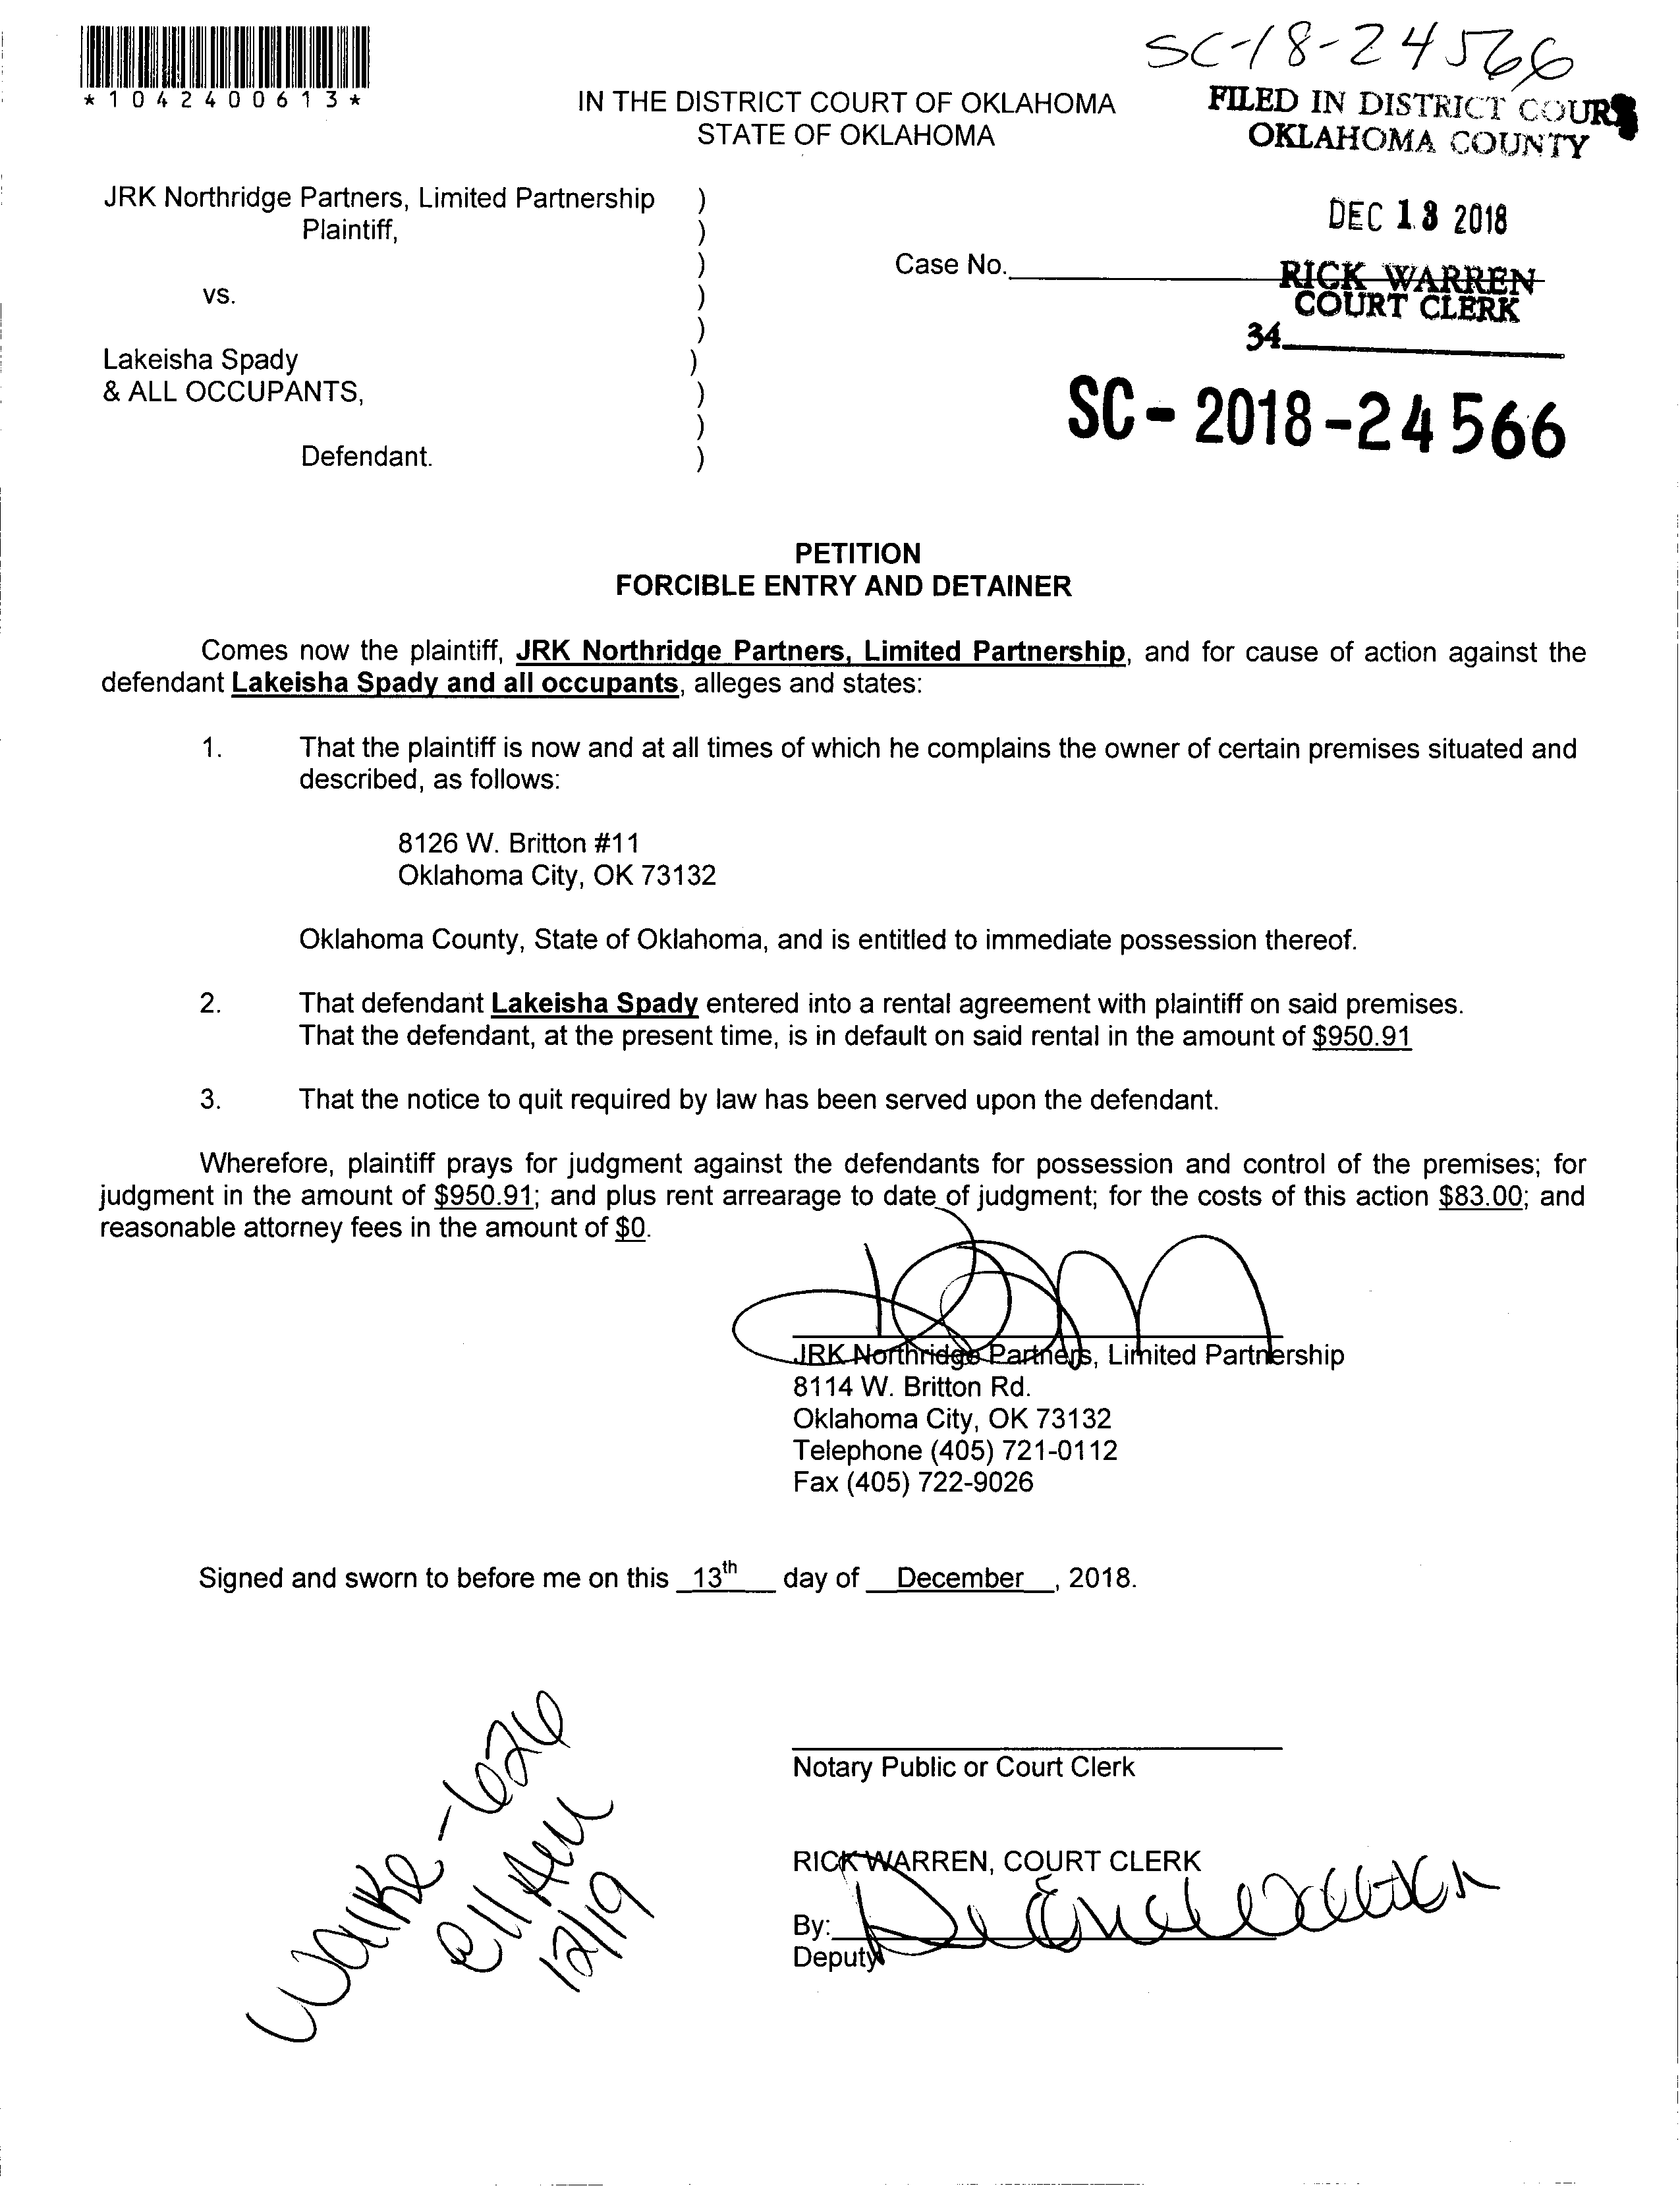 SC-18-24566
*1042400613*
IN THE DISTRICT COURT OF OKLAHOMA
STATE OF OKLAHOMA
FILED IN DISTRICT COURT
OKLAHOMA COUNTY
JRK Northridge Partners, Limited Partnership )
Plaintiff, )
DEC 13 2018
) Case No.
RICK WARREN
COURT CLERK
vs. )
)
34
Lakeisha Spady )
& ALL OCCUPANTS, )
SC-2018-24566
)
Defendant. )
PETITION
FORCIBLE ENTRY AND DETAINER
Comes now the plaintiff, JRK Northridge Partners, Limited Partnership, and for cause of action against the
defendant Lakeisha Spady and all occupants, alleges and states:
1. That the plaintiff is now and at all times of which he complains the owner of certain premises situated and
described, as follows:
8126 W. Britton #11
Oklahoma City, OK 73132
Oklahoma County, State of Oklahoma, and is entitled to immediate possession thereof.
2. That defendant Lakeisha Spady entered into a rental agreement with plaintiff on said premises.
That the defendant, at the present time, is in default on said rental in the amount of $950.91
3. That the notice to quit required by law has been served upon the defendant.
Wherefore, plaintiff prays for judgment against the defendants for possession and control of the premises; for
judgment in the amount of $950.91; and plus rent arrearage to date of judgment; for the costs of this action $83.00; and
reasonable attorney fees in the amount of $0.
JRK Northridge Partners, Limited Partnership
8114 W. Britton Rd.
Oklahoma City, OK 73132
Telephone (405) 721-0112
Fax (405) 722-9026
Signed and sworn to before me on this 13th day of December, 2018.
Notary Public or Court Clerk
RICK WARREN, COURT CLERK
By:
Deputy
-626
12/19